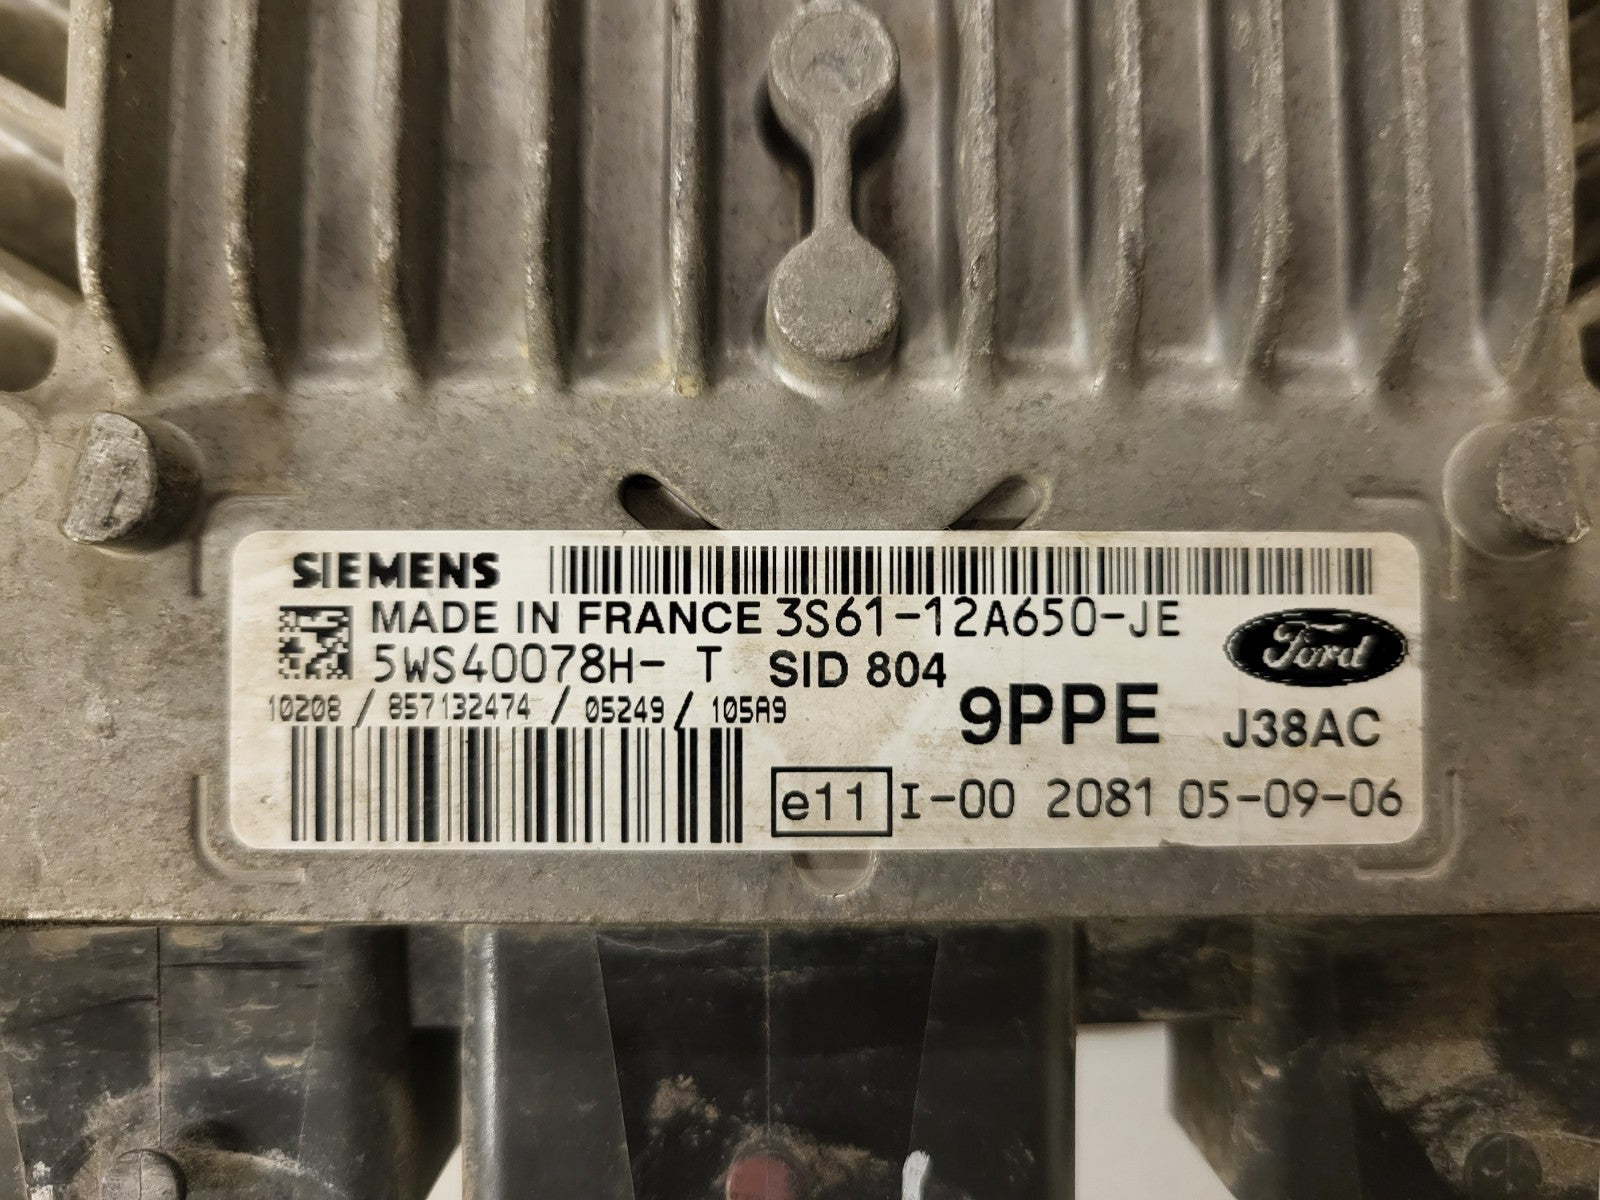 SIEMENS
MADE IN FRANCE 3S61-12A650-JE
5WS40078H- T SID 804
Ford
10208 / 857132474 / 05249 / 105A9
9PPE J38AC
e11 I-00 2081 05-09-06